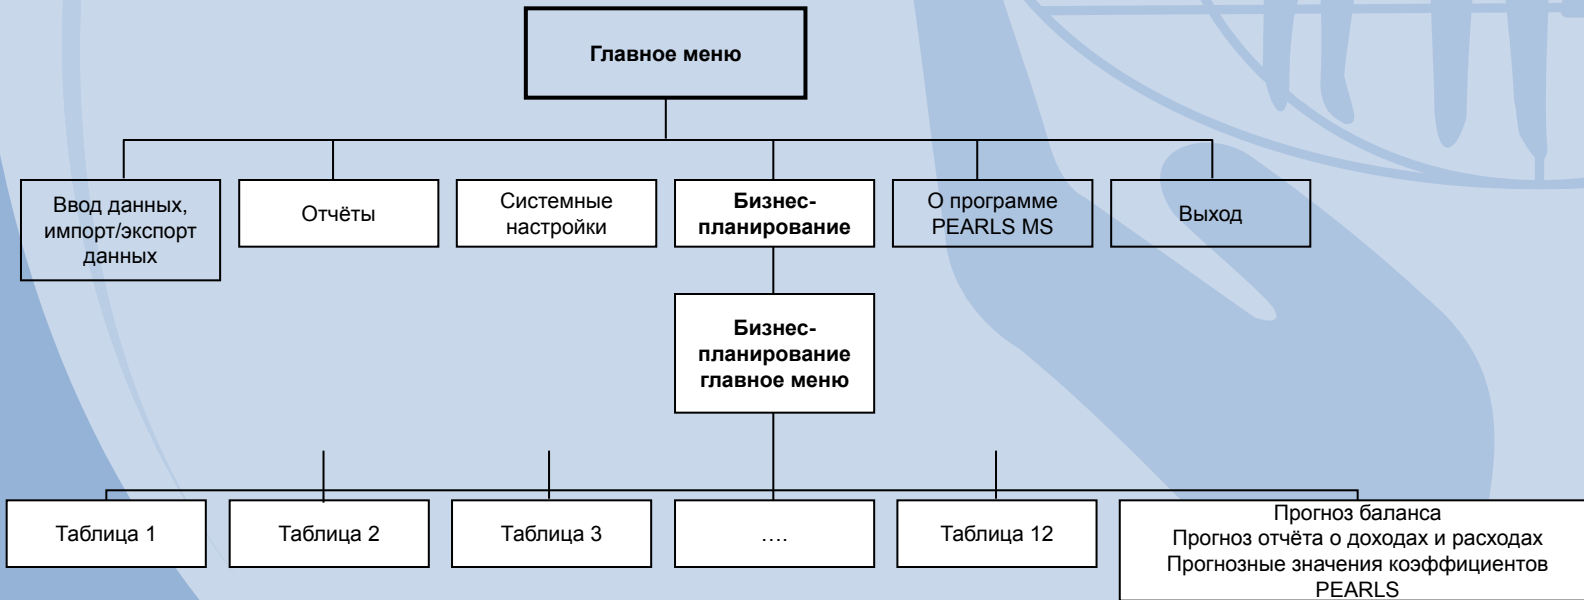 Главное меню
Ввод данных,
импорт/экспорт
данных
Отчёты
Системные
настройки
Бизнес-
планирование
О программе
PEARLS MS
Выход
Бизнес-
планирование
главное меню
Таблица 1
Таблица 2
Таблица 3
….
Таблица 12
Прогноз баланса
Прогноз отчёта о доходах и расходах
Прогнозные значения коэффициентов
PEARLS